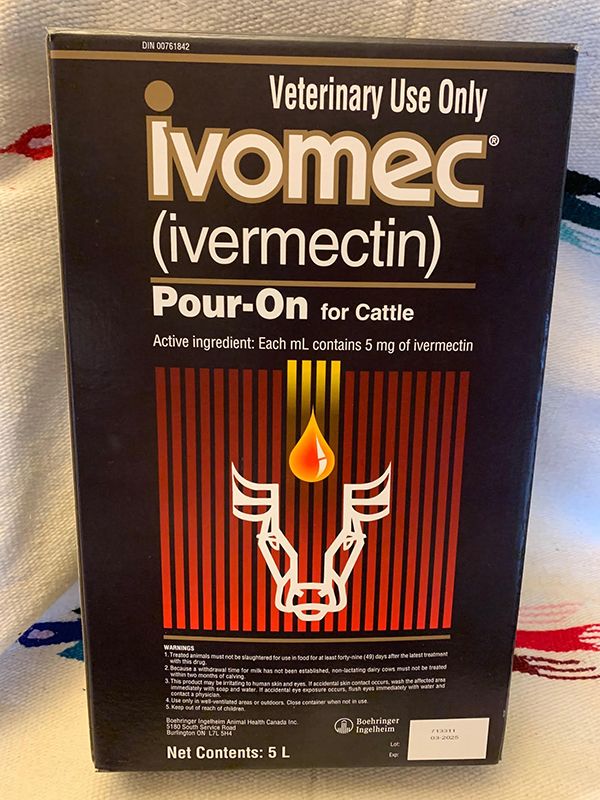 DIN 00761842
Veterinary Use Only
ivomec®
(ivermectin)
Pour-On for Cattle
Active ingredient: Each mL contains 5 mg of ivermectin
WARNINGS
1. Treated animals must not be slaughtered for use in food for at least forty-nine (49) days after the latest treatment
with this drug.
2. Because a withdrawal time for milk has not been established, non-lactating dairy cows must not be treated
within two months of calving.
3. This product may be irritating to human skin and eyes. If accidental skin contact occurs, wash the affected area
immediately with soap and water. If accidental eye exposure occurs, flush eyes immediately with water and
contact a physician.
4. Use only in well-ventilated areas or outdoors. Close container when not in use.
5. Keep out of reach of children.
Boehringer Ingelheim Animal Health Canada Inc.
5180 South Service Road
Burlington ON L7L 5H4
Boehringer
Ingelheim
Net Contents: 5 L
Lot:
Exp:
03-2025